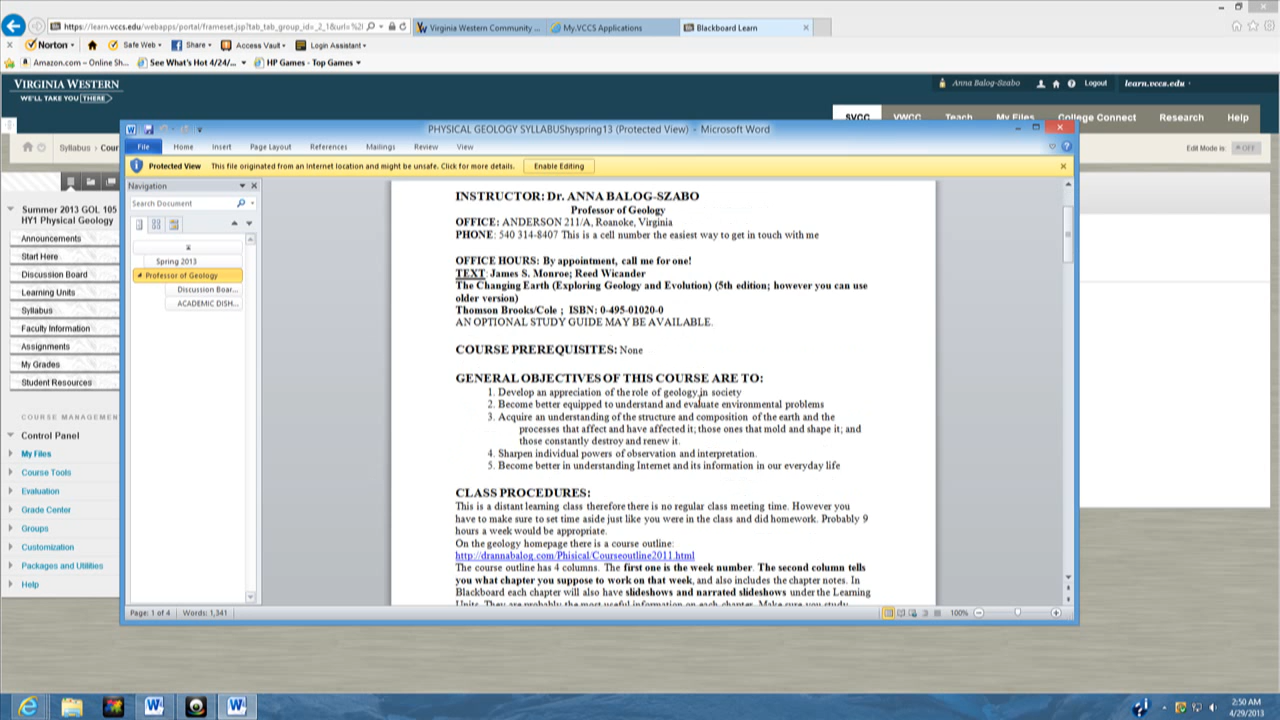 https://learn.vccs.edu/webapps/portal/frameset.jsp?tab_tab_group_id=_2_1&url=%2l
Virginia Western Community ...
My.VCCS Applications
Blackboard Learn
Norton
Safe Web
Share
Access Vault
Login Assistant
Amazon.com – Online Sh...
See What's Hot 4/24/...
HP Games - Top Games
VIRGINIA WESTERN
WE'LL TAKE YOU THERE
Anna Balog-Szabo
Logout
learn.vccs.edu
SVCC
VWCC
Teach
My Files
College Connect
Research
Help
Syllabus > Cour
Edit Mode is:
OFF
PHYSICAL GEOLOGY SYLLABUShyspring13 (Protected View) - Microsoft Word
File
Home
Insert
Page Layout
References
Mailings
Review
View
Protected View This file originated from an Internet location and might be unsafe. Click for more details.
Enable Editing
Navigation
Search Document
Spring 2013
Professor of Geology
Discussion Boar...
ACADEMIC DISH...
Summer 2013 GOL 105
HY1 Physical Geology
Announcements
Start Here
Discussion Board
Learning Units
Syllabus
Faculty Information
Assignments
My Grades
Student Resources
COURSE MANAGEMEN
Control Panel
My Files
Course Tools
Evaluation
Grade Center
Groups
Customization
Packages and Utilities
Help
INSTRUCTOR: Dr. ANNA BALOG-SZABO
Professor of Geology
OFFICE: ANDERSON 211/A, Roanoke, Virginia
PHONE: 540 314-8407 This is a cell number the easiest way to get in touch with me
OFFICE HOURS: By appointment, call me for one!
TEXT: James S. Monroe; Reed Wicander
The Changing Earth (Exploring Geology and Evolution) (5th edition; however you can use
older version)
Thomson Brooks/Cole ; ISBN: 0-495-01020-0
AN OPTIONAL STUDY GUIDE MAY BE AVAILABLE.
COURSE PREREQUISITES: None
GENERAL OBJECTIVES OF THIS COURSE ARE TO:
1. Develop an appreciation of the role of geology in society
2. Become better equipped to understand and evaluate environmental problems
3. Acquire an understanding of the structure and composition of the earth and the
processes that affect and have affected it; those ones that mold and shape it; and
those constantly destroy and renew it.
4. Sharpen individual powers of observation and interpretation.
5. Become better in understanding Internet and its information in our everyday life
CLASS PROCEDURES:
This is a distant learning class therefore there is no regular class meeting time. However you
have to make sure to set time aside just like you were in the class and did homework. Probably 9
hours a week would be appropriate.
On the geology homepage there is a course outline:
http://drannabalog.com/Phisical/Courseoutline2011.html
The course outline has 4 columns. The first one is the week number. The second column tells
you what chapter you suppose to work on that week, and also includes the chapter notes. In
Blackboard each chapter will also have slideshows and narrated slideshows under the Learning
Units. They are probably the most useful information on each chapter. Make sure you study
Page: 1 of 4
Words: 1,341
100%
2:50 AM
4/29/2013